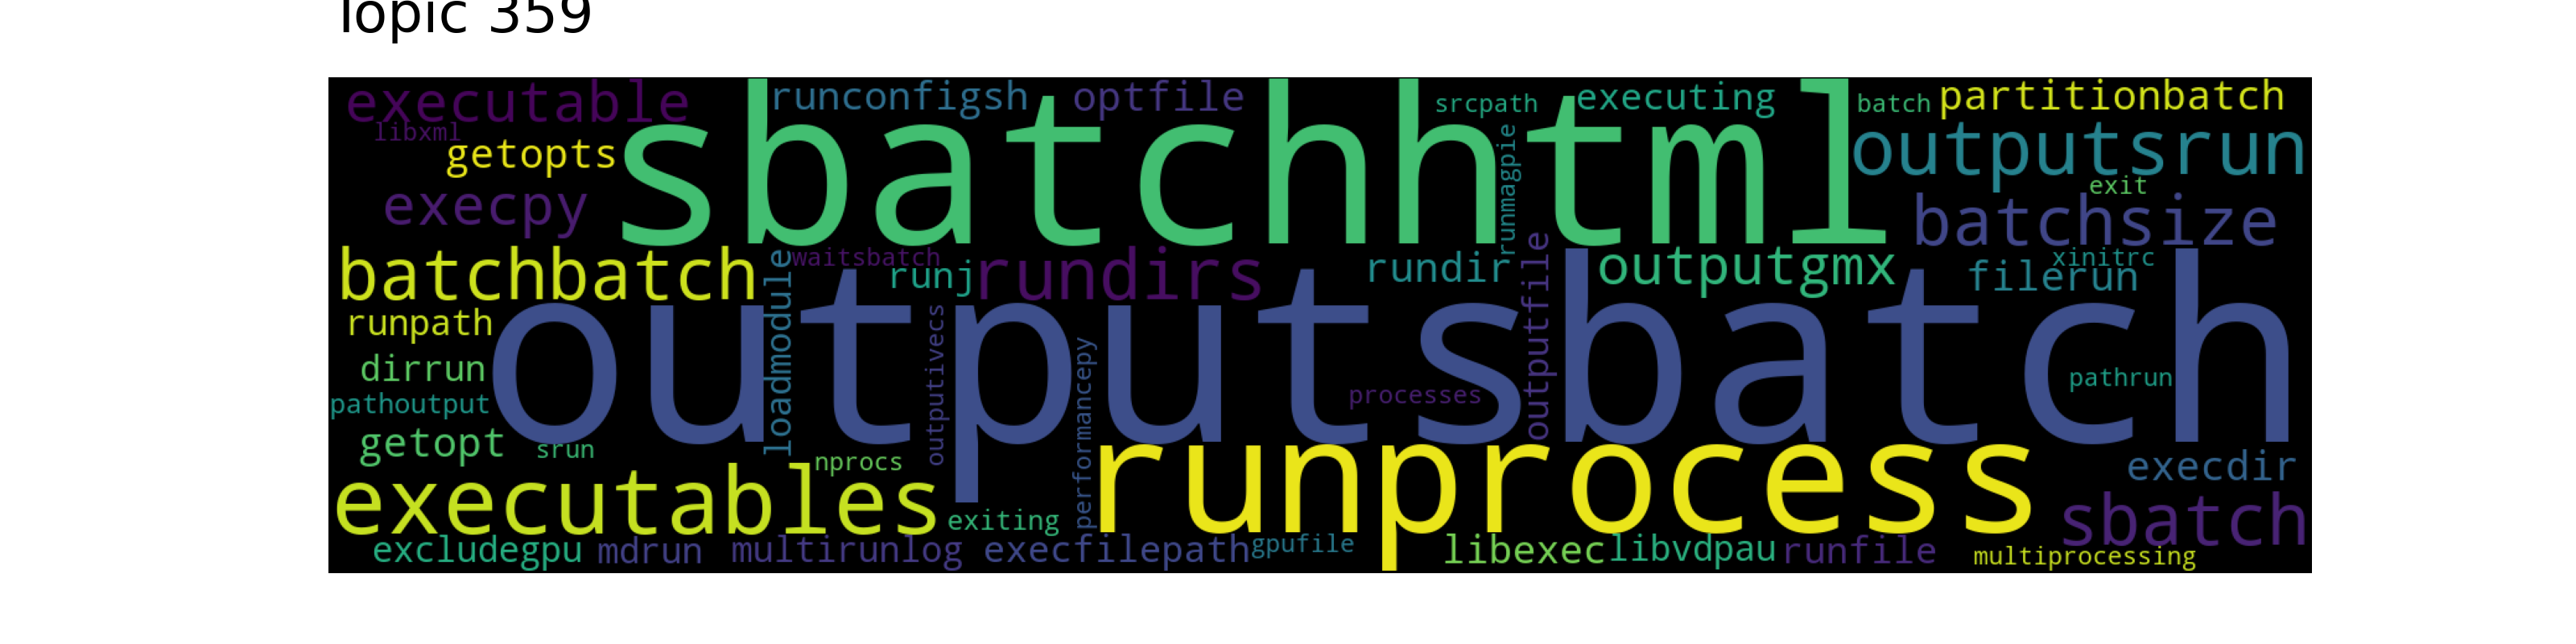 Topic 359
executable
runconfigsh
optfile
srcpath
executing
batch
partitionbatch
libxml
getopts
sbatchhtml
runmagpie
outputsrun
exit
execpy
batchsize
batchbatch
loadmodule
waitsbatch
runj
rundirs
rundir
outputfile
outputgmx
xinitrc
filerun
runpath
outputsbatch
dirrun
outputivecs
performancepy
processes
pathrun
pathoutput
getopt
srun
nprocs
runprocess
execdir
executables
exiting
sbatch
excludegpu
mdrun
multirunlog
execfilepath
gpufile
libexec
libvdpau
runfile
multiprocessing